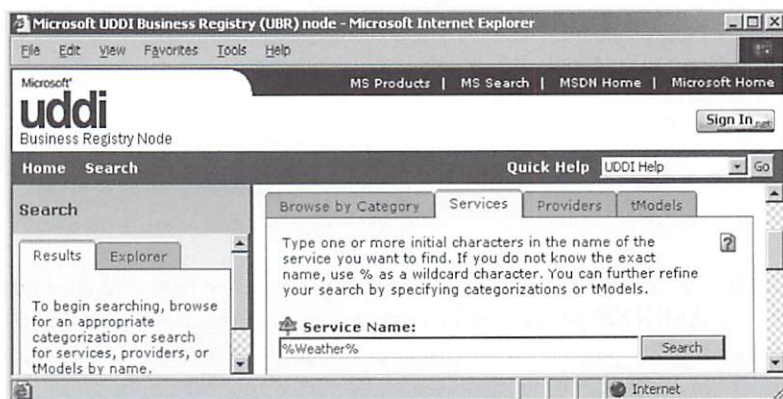 Microsoft UDDI Business Registry (UBR) node - Microsoft Internet Explorer
File Edit View Favorites Tools Help
MS Products | MS Search | MSDN Home | Microsoft Home
Microsoft
uddi
Business Registry Node
Sign In .net
Home Search
Quick Help UDDI Help Go
Search
Results Explorer
To begin searching, browse
for an appropriate
categorization or search
for services, providers, or
tModels by name.
Browse by Category Services Providers tModels
Type one or more initial characters in the name of the
service you want to find. If you do not know the exact
name, use % as a wildcard character. You can further refine
your search by specifying categorizations or tModels.
Service Name:
%Weather% Search
Internet